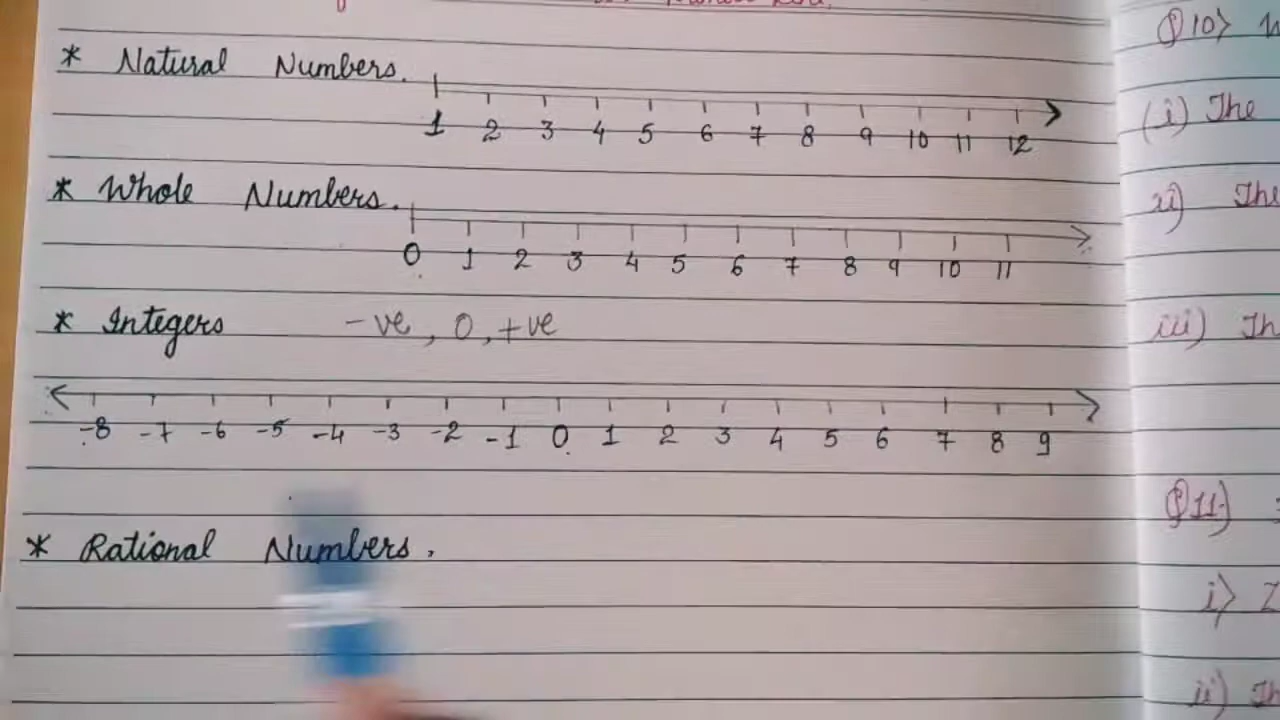 * Natural Numbers.
1 2 3 4 5 6 7 8 9 10 11 12
* Whole Numbers.
0 1 2 3 4 5 6 7 8 9 10 11
* Integers -ve, 0, +ve
-8 -7 -6 -5 -4 -3 -2 -1 0 1 2 3 4 5 6 7 8 9
* Rational Numbers.
Q10>
(i) The
ii) The
iii) Th
Q11)
i>
ii) Th